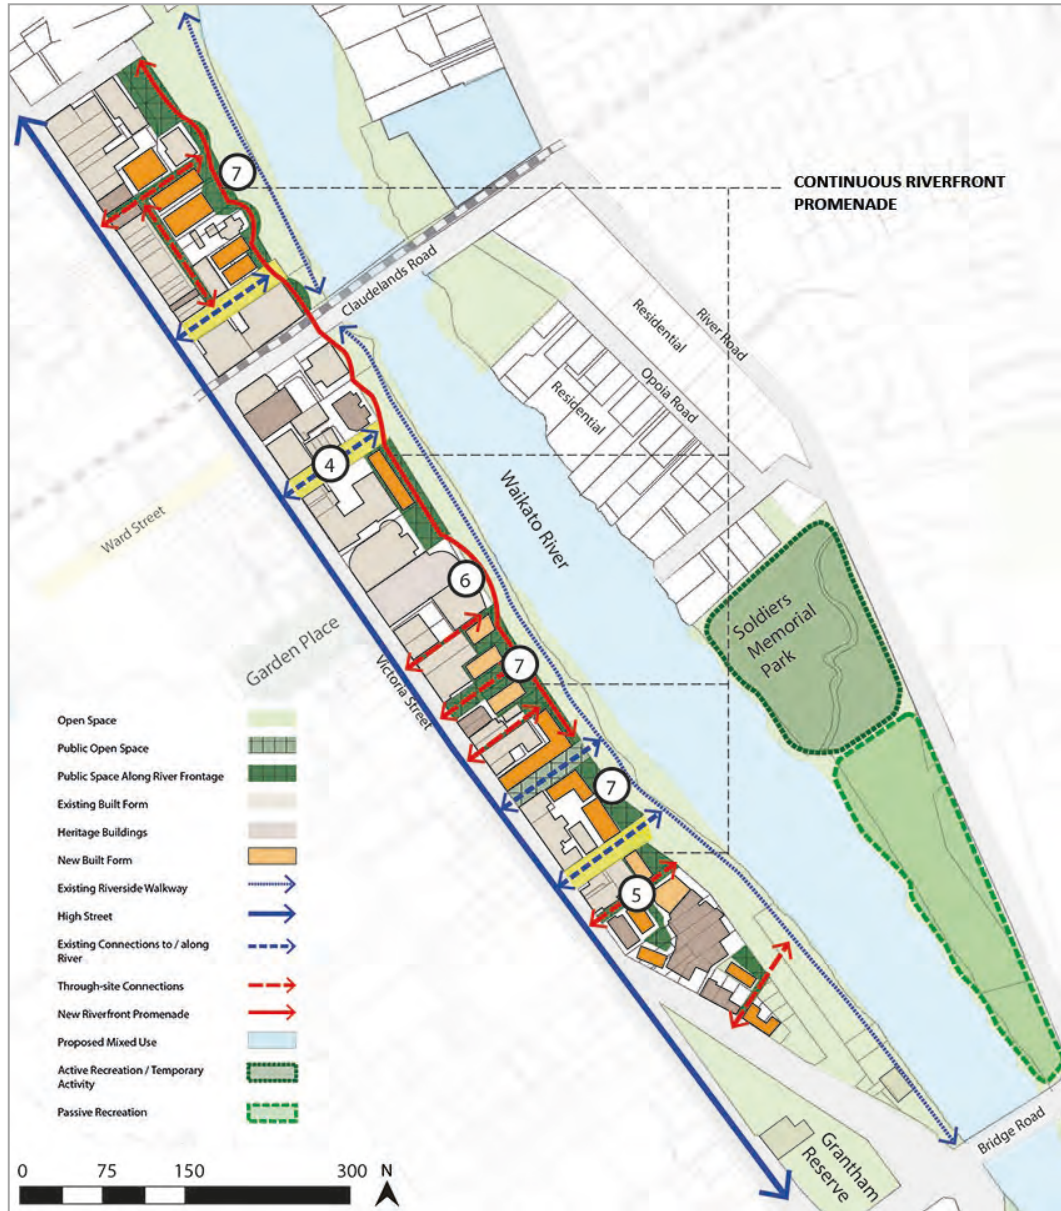 7
CONTINUOUS RIVERFRONT
PROMENADE
Claudelands Road
River Road
Residential
Opoia Road
Residential
4
Ward Street
Waikato River
6
Soldiers
Memorial
Park
Garden Place
Victoria Street
7
7
5
Open Space
Public Open Space
Public Space Along River Frontage
Existing Built Form
Heritage Buildings
New Built Form
Existing Riverside Walkway
High Street
Existing Connections to / along
River
Through-site Connections
New Riverfront Promenade
Proposed Mixed Use
Active Recreation / Temporary
Activity
Passive Recreation
Bridge Road
Grantham
Reserve
0 75 150 300 N